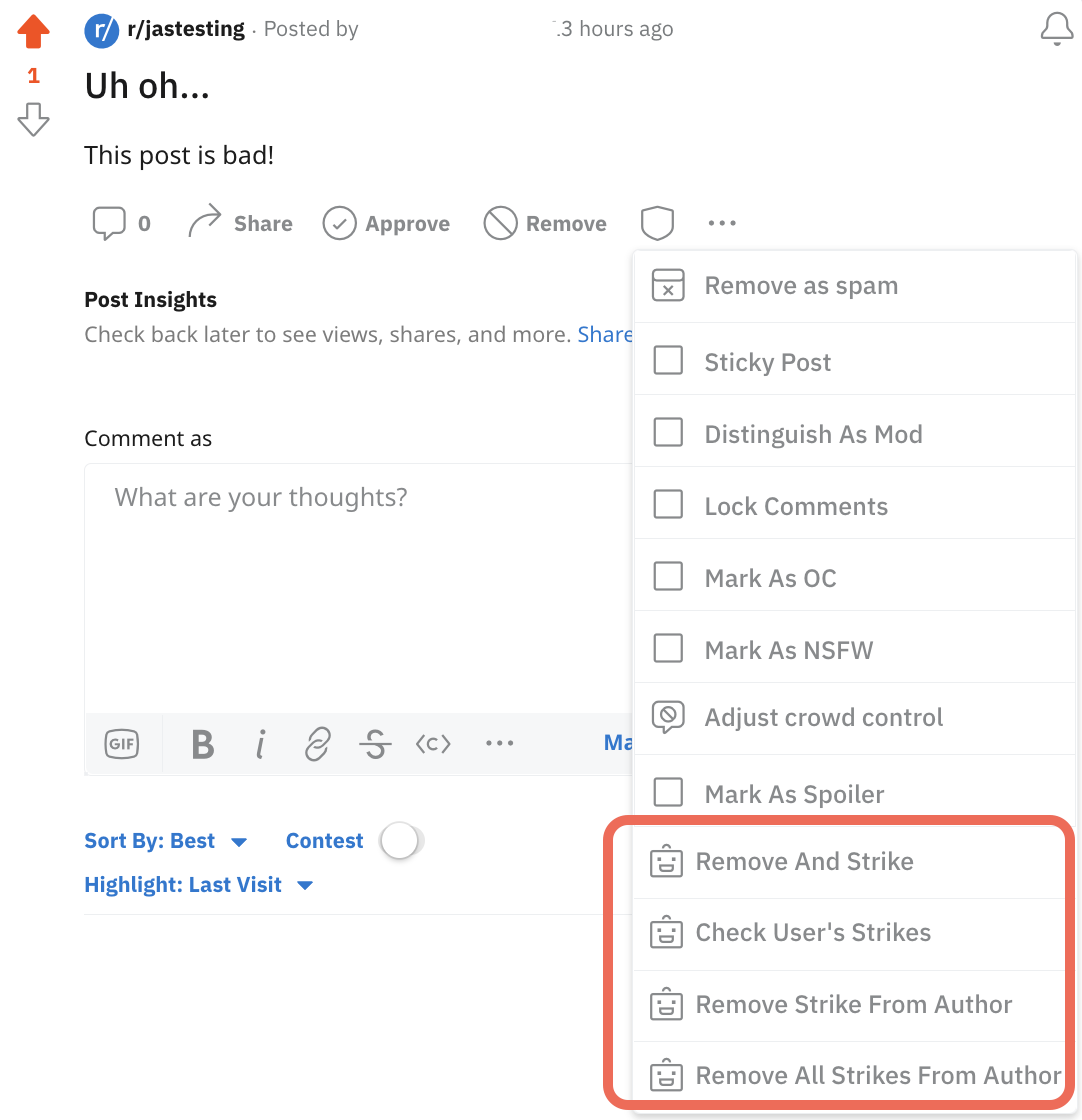 r/jastesting · Posted by 3 hours ago
1
Uh oh...
This post is bad!
0 Share Approve Remove
Remove as spam
Post Insights
Check back later to see views, shares, and more. Share
Sticky Post
Distinguish As Mod
Comment as
What are your thoughts?
Lock Comments
Mark As OC
Mark As NSFW
Adjust crowd control
GIF B i S <c> Ma
Mark As Spoiler
Sort By: Best Contest
Highlight: Last Visit
Remove And Strike
Check User's Strikes
Remove Strike From Author
Remove All Strikes From Author